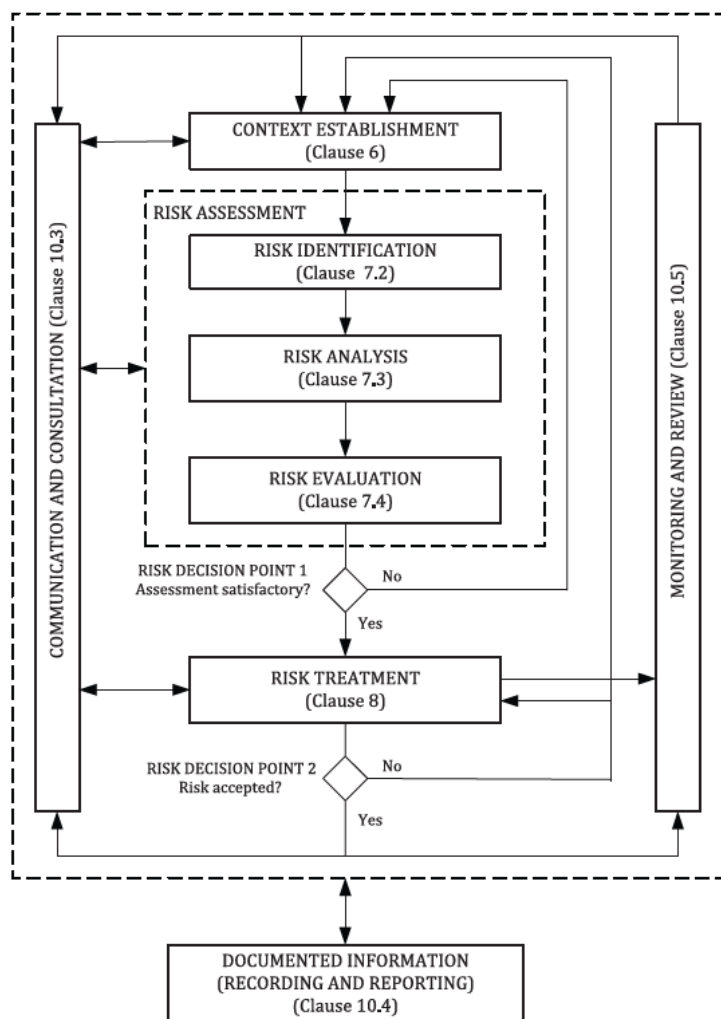 CONTEXT ESTABLISHMENT
(Clause 6)
RISK ASSESSMENT
RISK IDENTIFICATION
(Clause 7.2)
RISK ANALYSIS
(Clause 7.3)
RISK EVALUATION
(Clause 7.4)
RISK DECISION POINT 1
Assessment satisfactory?
No
Yes
RISK TREATMENT
(Clause 8)
RISK DECISION POINT 2
Risk accepted?
No
Yes
COMMUNICATION AND CONSULTATION (Clause 10.3)
MONITORING AND REVIEW (Clause 10.5)
DOCUMENTED INFORMATION
(RECORDING AND REPORTING)
(Clause 10.4)